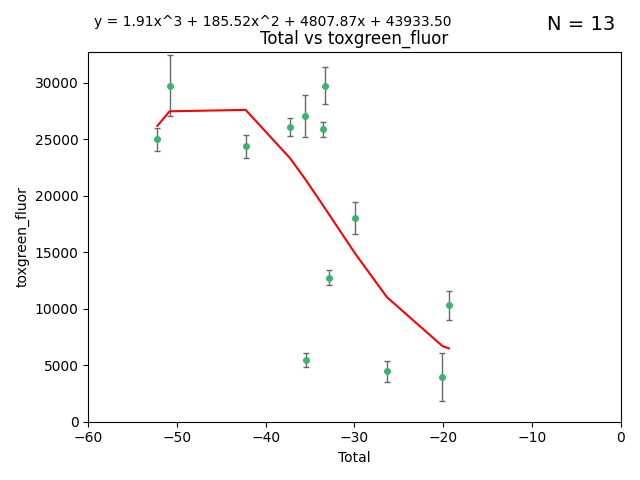 y = 1.91x^3 + 185.52x^2 + 4807.87x + 43933.50
N = 13
Total vs toxgreen_fluor
30000
25000
20000
15000
10000
5000
0
toxgreen_fluor
−60 −50 −40 −30 −20 −10 0
Total